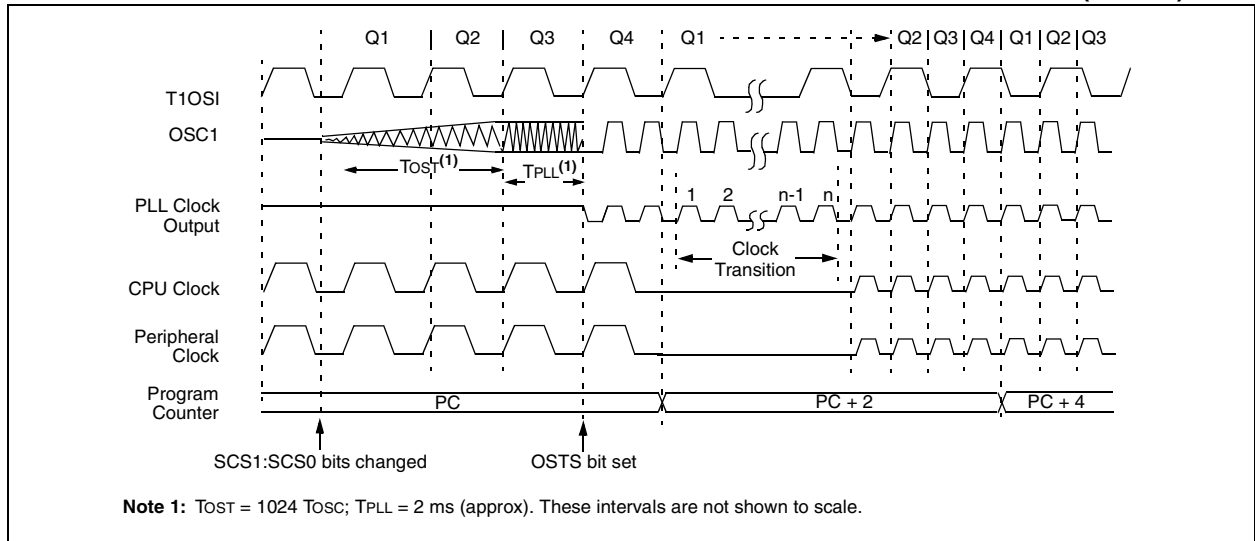 Q1 Q2 Q3 Q4 Q1 Q2 Q3 Q4 Q1 Q2 Q3
T1OSI
OSC1
TOST(1)
TPLL(1)
PLL Clock
Output
1 2 n-1 n
Clock
Transition
CPU Clock
Peripheral
Clock
Program
Counter
PC PC + 2 PC + 4
SCS1:SCS0 bits changed OSTS bit set
Note 1: TOST = 1024 TOSC; TPLL = 2 ms (approx). These intervals are not shown to scale.